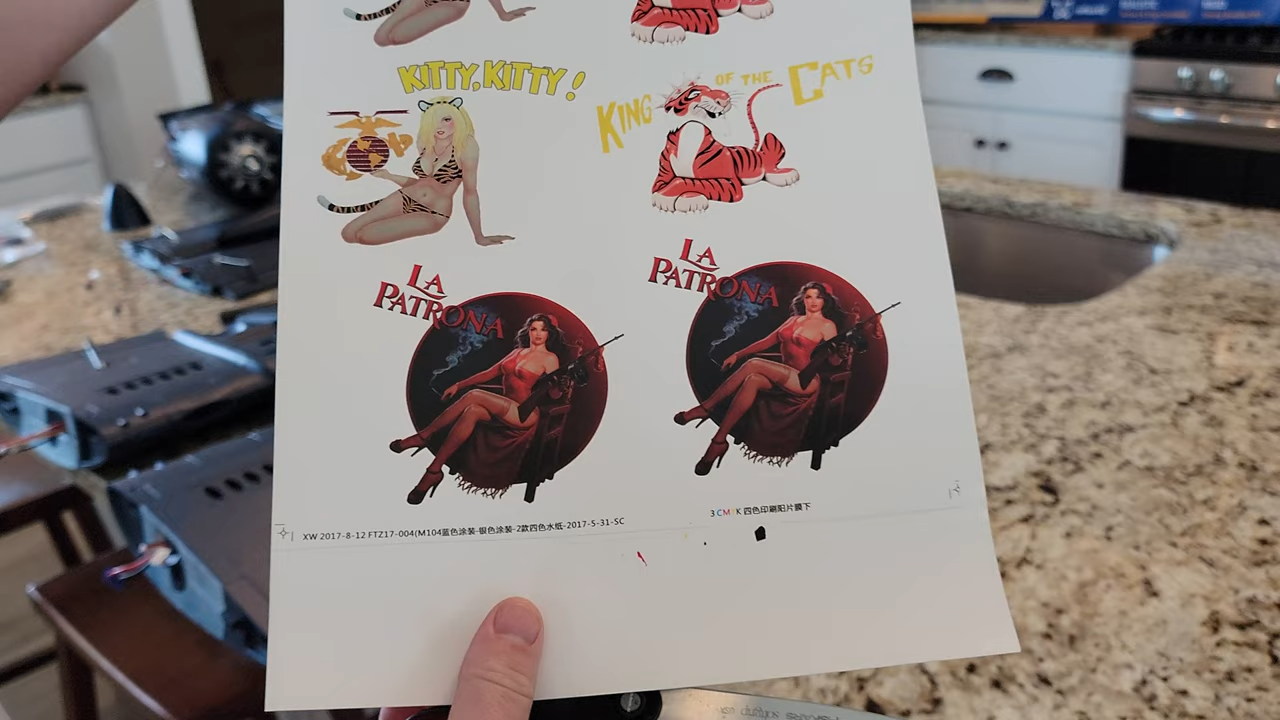 KITTY, KITTY!
KING OF THE CATS
LA PATRONA
LA PATRONA
XW 2017-8-12 FTZ17-004(M104蓝色涂装-银色涂装-2款四色水纸-2017-5-31-SC
3 CMYK 四色印刷阳片膜下